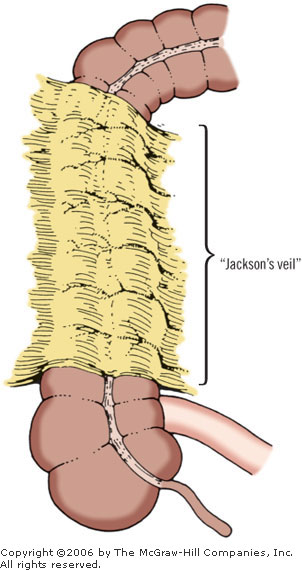 “Jackson’s veil”
Copyright ©2006 by The McGraw-Hill Companies, Inc.
All rights reserved.